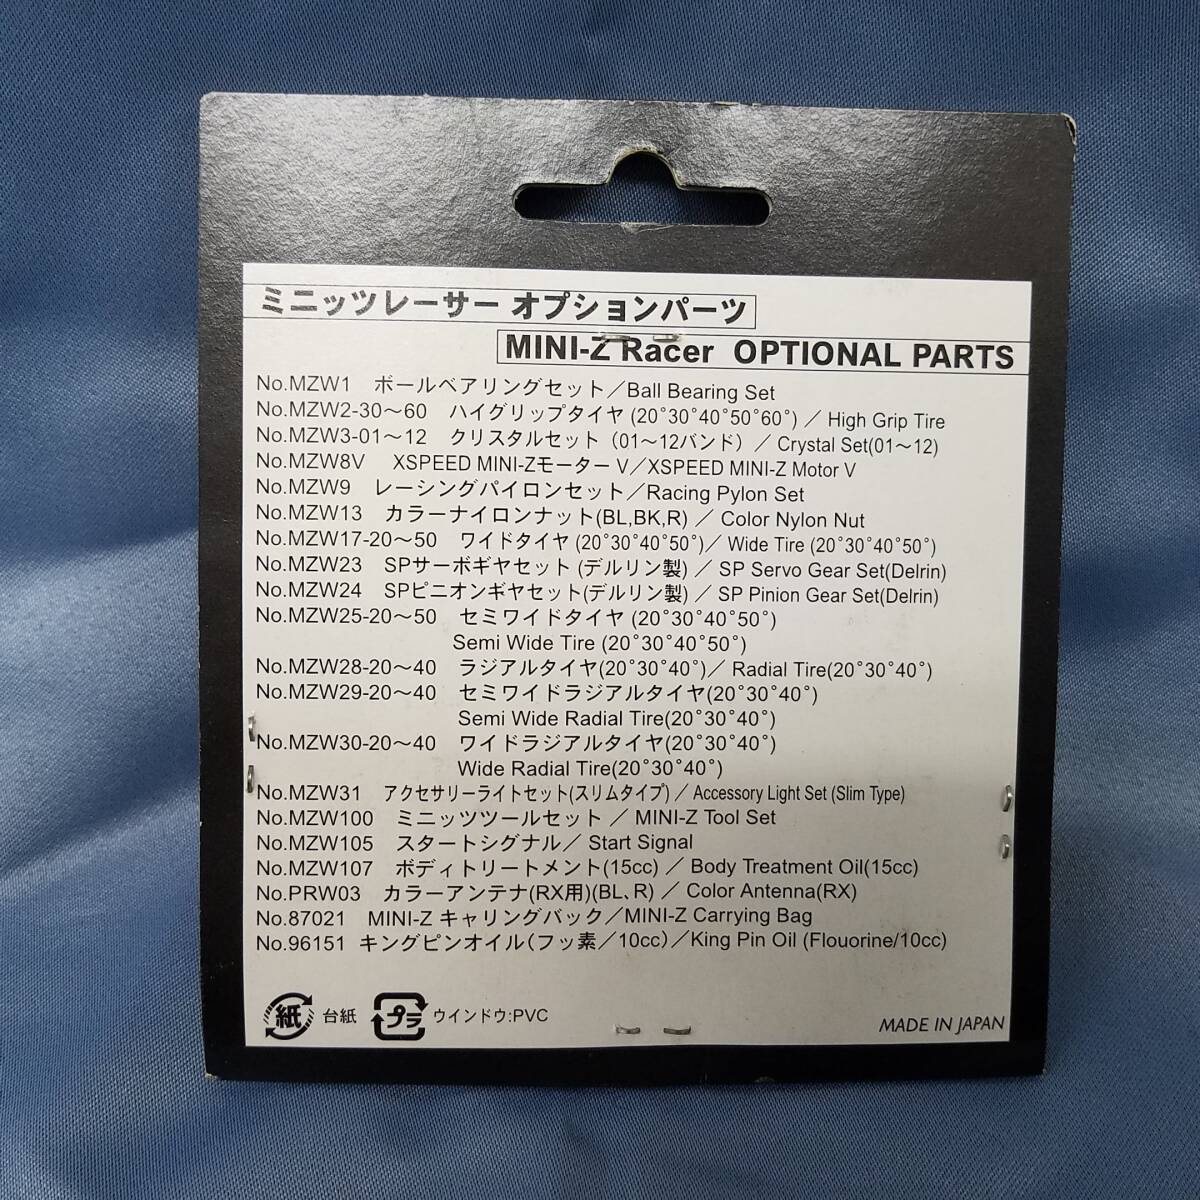 ミニッツレーサー オプションパーツ
MINI-Z Racer OPTIONAL PARTS
No.MZW1 ボールベアリングセット／Ball Bearing Set
No.MZW2-30～60 ハイグリップタイヤ (20°30°40°50°60°) ／ High Grip Tire
No.MZW3-01～12 クリスタルセット（01～12バンド）／ Crystal Set(01～12)
No.MZW8V XSPEED MINI-Zモーター V／XSPEED MINI-Z Motor V
No.MZW9 レーシングパイロンセット／Racing Pylon Set
No.MZW13 カラーナイロンナット(BL,BK,R) ／ Color Nylon Nut
No.MZW17-20～50 ワイドタイヤ (20°30°40°50°)／ Wide Tire (20°30°40°50°)
No.MZW23 SPサーボギヤセット (デルリン製) ／ SP Servo Gear Set(Delrin)
No.MZW24 SPピニオンギヤセット(デルリン製) ／ SP Pinion Gear Set(Delrin)
No.MZW25-20～50 セミワイドタイヤ (20°30°40°50°)
Semi Wide Tire (20°30°40°50°)
No.MZW28-20～40 ラジアルタイヤ(20°30°40°)／ Radial Tire(20°30°40°)
No.MZW29-20～40 セミワイドラジアルタイヤ(20°30°40°)
Semi Wide Radial Tire(20°30°40°)
No.MZW30-20～40 ワイドラジアルタイヤ(20°30°40°)
Wide Radial Tire(20°30°40°)
No.MZW31 アクセサリーライトセット(スリムタイプ) ／ Accessory Light Set (Slim Type)
No.MZW100 ミニッツツールセット ／ MINI-Z Tool Set
No.MZW105 スタートシグナル／ Start Signal
No.MZW107 ボディトリートメント(15cc) ／ Body Treatment Oil(15cc)
No.PRW03 カラーアンテナ(RX用)(BL、R) ／ Color Antenna(RX)
No.87021 MINI-Z キャリングバック／MINI-Z Carrying Bag
No.96151 キングピンオイル（フッ素／10cc）／King Pin Oil (Flouorine/10cc)
紙 台紙 プラ ウインドウ:PVC
MADE IN JAPAN